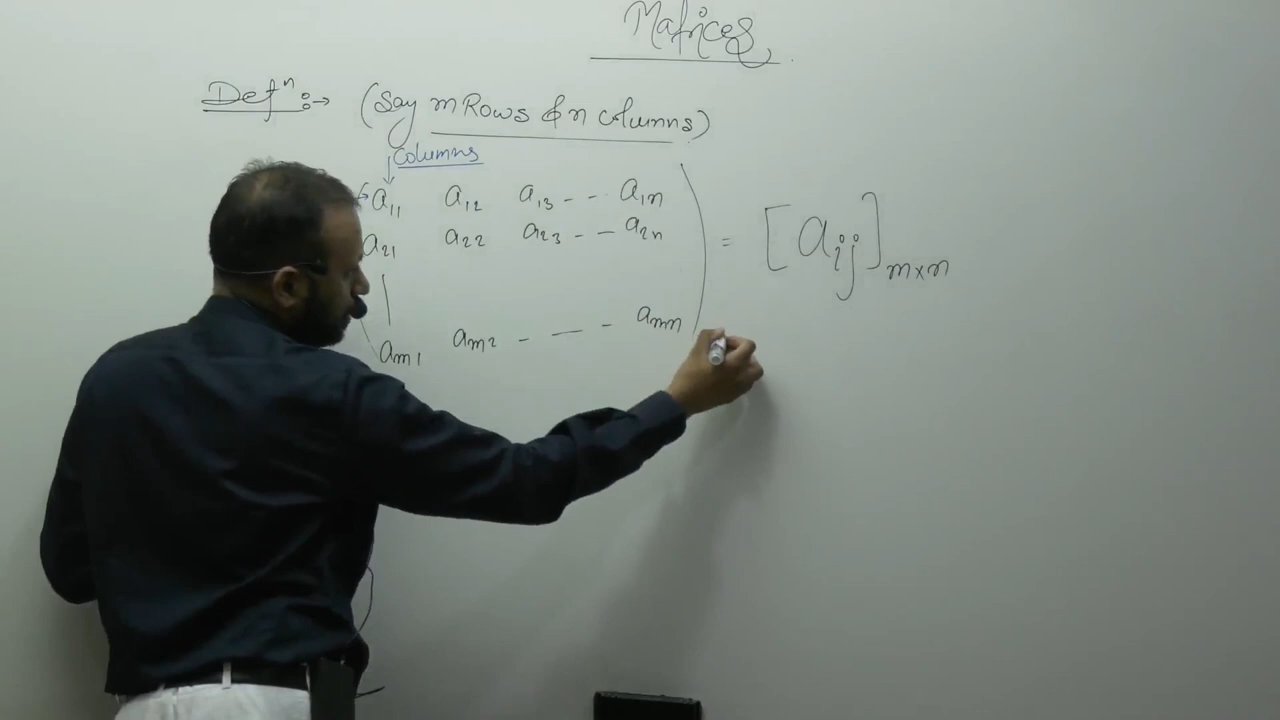 Matrices
Defⁿ :→ (Say m Rows & n columns)
columns
a11 a12 a13 - - a1n
a21 a22 a23 - - a2n = [aij]m×n
am1 am2 - — - amn